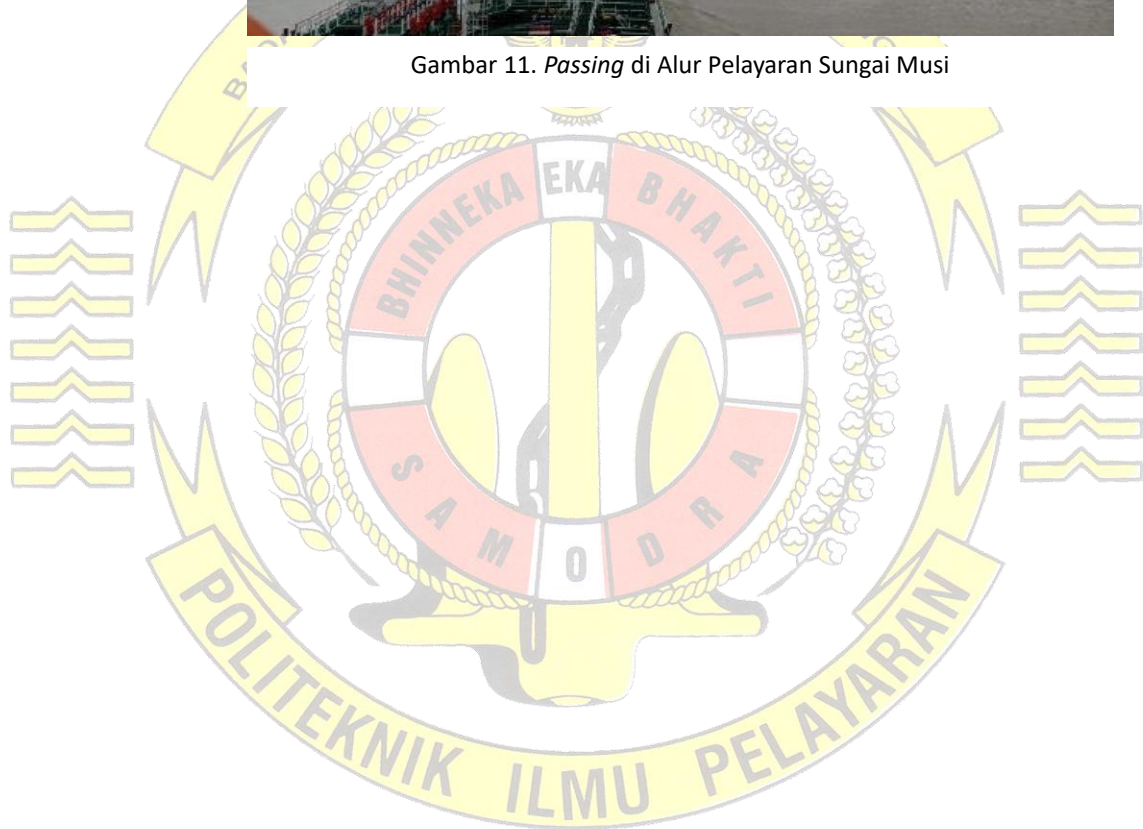 Gambar 11. Passing di Alur Pelayaran Sungai Musi
BHINNEKA EKA BHAKTI
SAMODRA
POLITEKNIK ILMU PELAYARAN